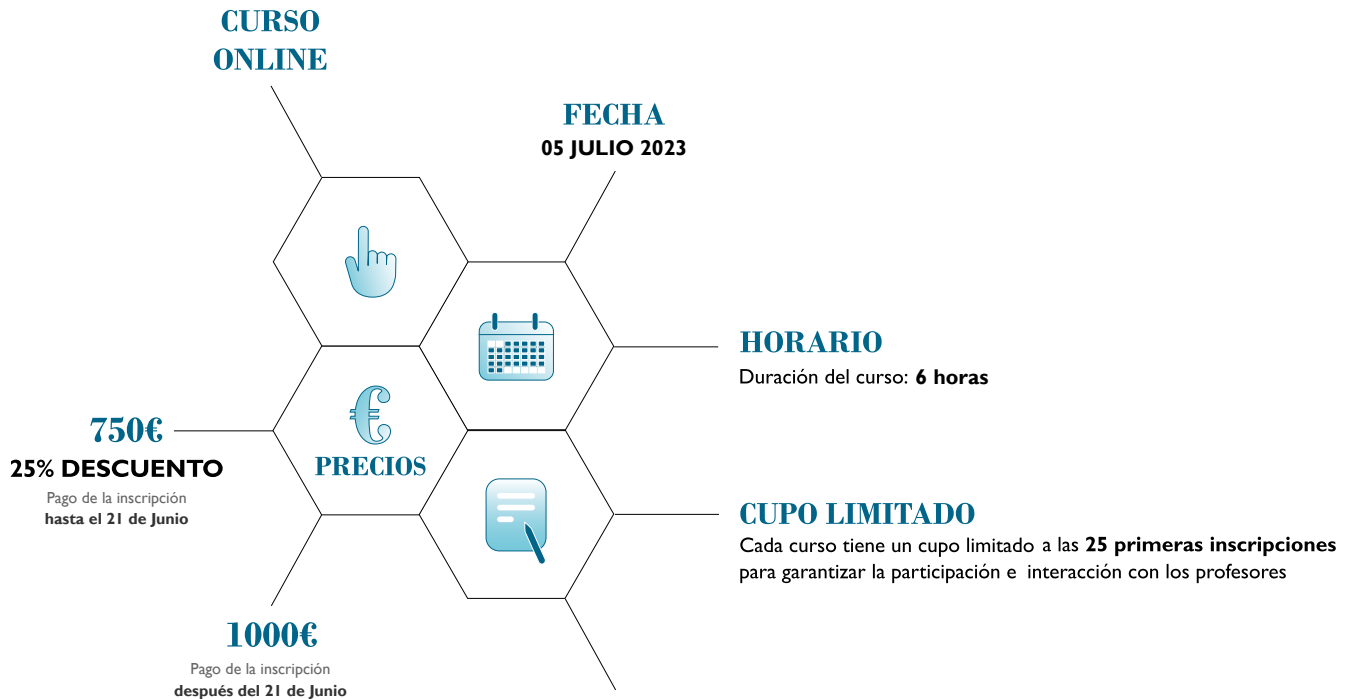 CURSO
ONLINE
FECHA
05 JULIO 2023
HORARIO
Duración del curso: 6 horas
€
PRECIOS
750€
25% DESCUENTO
Pago de la inscripción
hasta el 21 de Junio
CUPO LIMITADO
Cada curso tiene un cupo limitado a las 25 primeras inscripciones
para garantizar la participación e interacción con los profesores
1000€
Pago de la inscripción
después del 21 de Junio